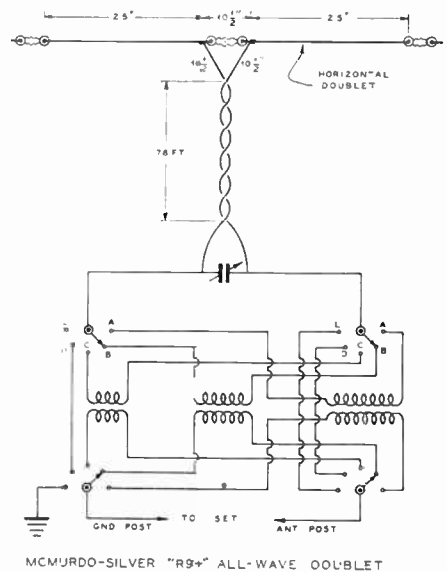 25'
10 1/2"
25'
HORIZONTAL
DOUBLET
78 FT
A
C
B
L
A
D
C
B
GND POST
TO SET
ANT POST
MCMURDO-SILVER "R9+" ALL-WAVE DOUBLET